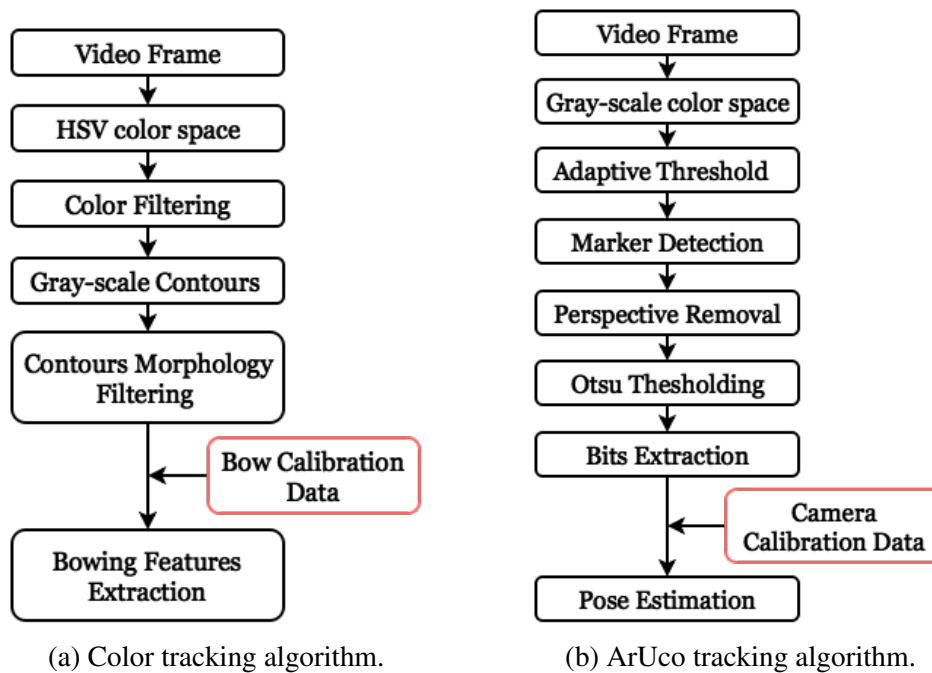 Video Frame
HSV color space
Color Filtering
Gray-scale Contours
Contours Morphology
Filtering
Bow Calibration
Data
Bowing Features
Extraction
(a) Color tracking algorithm.
Video Frame
Gray-scale color space
Adaptive Threshold
Marker Detection
Perspective Removal
Otsu Thesholding
Bits Extraction
Camera
Calibration Data
Pose Estimation
(b) ArUco tracking algorithm.